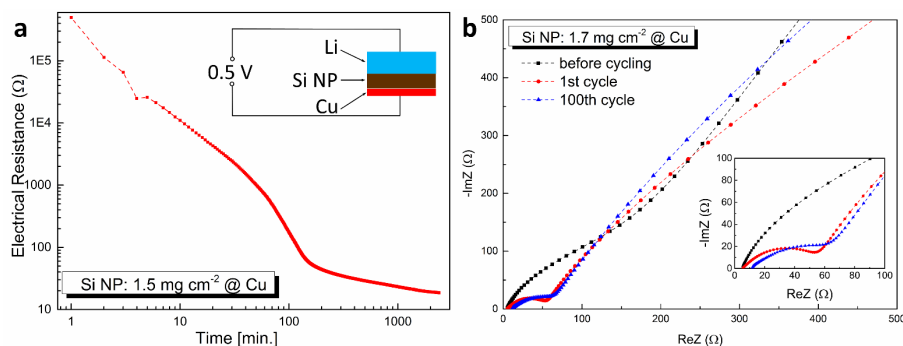 a
Electrical Resistance (Ω)
1E5
1E4
1000
100
10
1
10
100
1000
Time [min.]
0.5 V
Li
Si NP
Cu
Si NP: 1.5 mg cm⁻² @ Cu
b
Si NP: 1.7 mg cm⁻² @ Cu
before cycling
1st cycle
100th cycle
-ImZ (Ω)
-500
400
300
200
100
0
0
100
200
300
400
500
ReZ (Ω)
-ImZ (Ω)
100
80
60
40
20
0
0
20
40
60
80
100
ReZ (Ω)